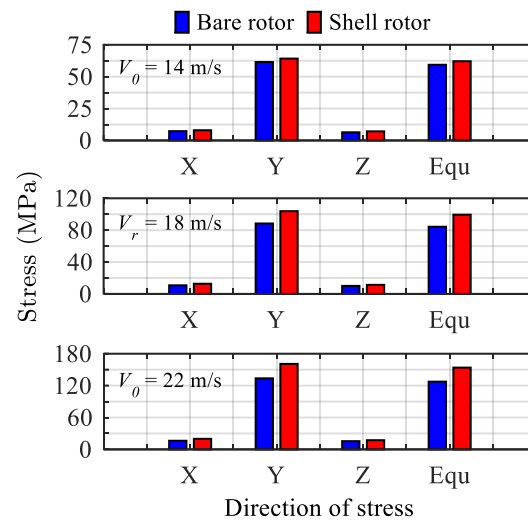 Bare rotor Shell rotor
Stress (MPa)
75
50
25
0
V₀ = 14 m/s
X Y Z Equ
120
80
40
0
Vᵣ = 18 m/s
X Y Z Equ
180
120
60
0
V₀ = 22 m/s
X Y Z Equ
Direction of stress